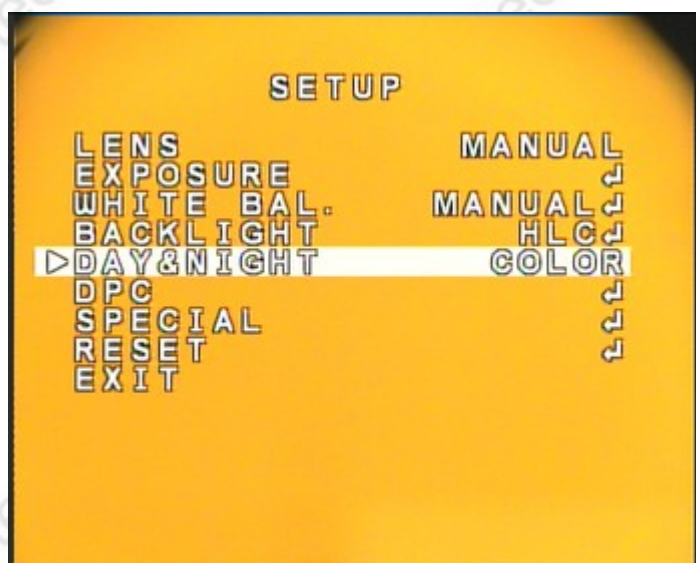 SETUP
LENS MANUAL
EXPOSURE ↵
WHITE BAL. MANUAL↵
BACKLIGHT HLC↵
▷DAY&NIGHT COLOR
DPC ↵
SPECIAL ↵
RESET ↵
EXIT